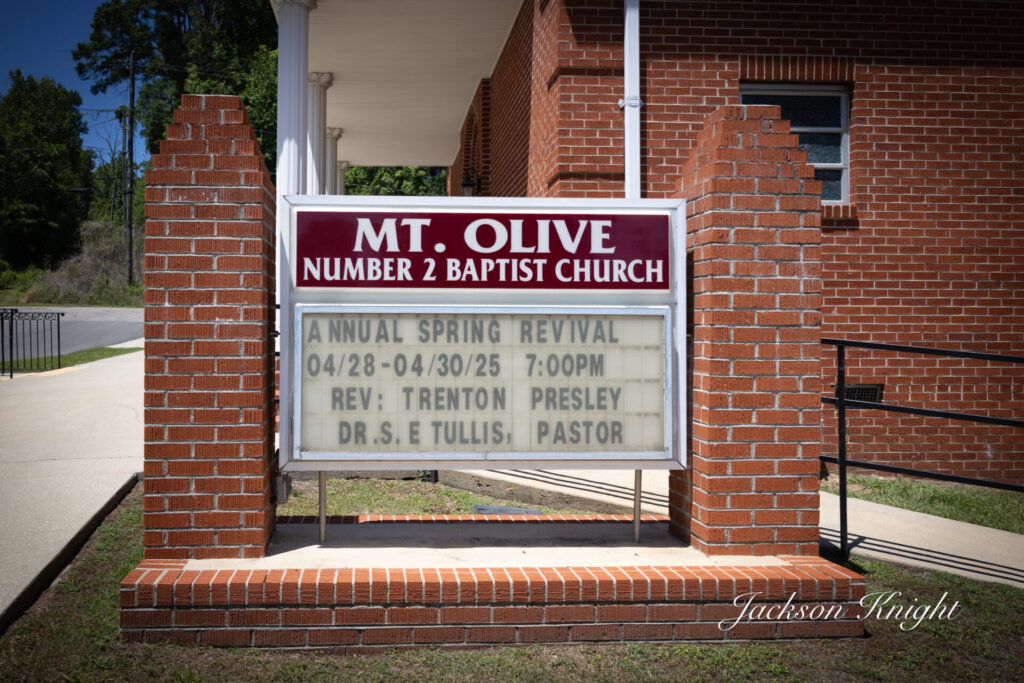 MT. OLIVE
NUMBER 2 BAPTIST CHURCH
ANNUAL SPRING REVIVAL
04/28-04/30/25 7:00PM
REV: TRENTON PRESLEY
DR.S.E TULLIS, PASTOR
Jackson Knight